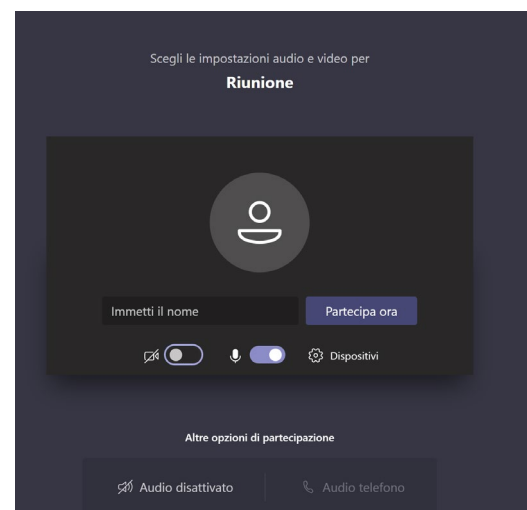 Scegli le impostazioni audio e video per
Riunione
Immetti il nome
Partecipa ora
Dispositivi
Altre opzioni di partecipazione
Audio disattivato
Audio telefono